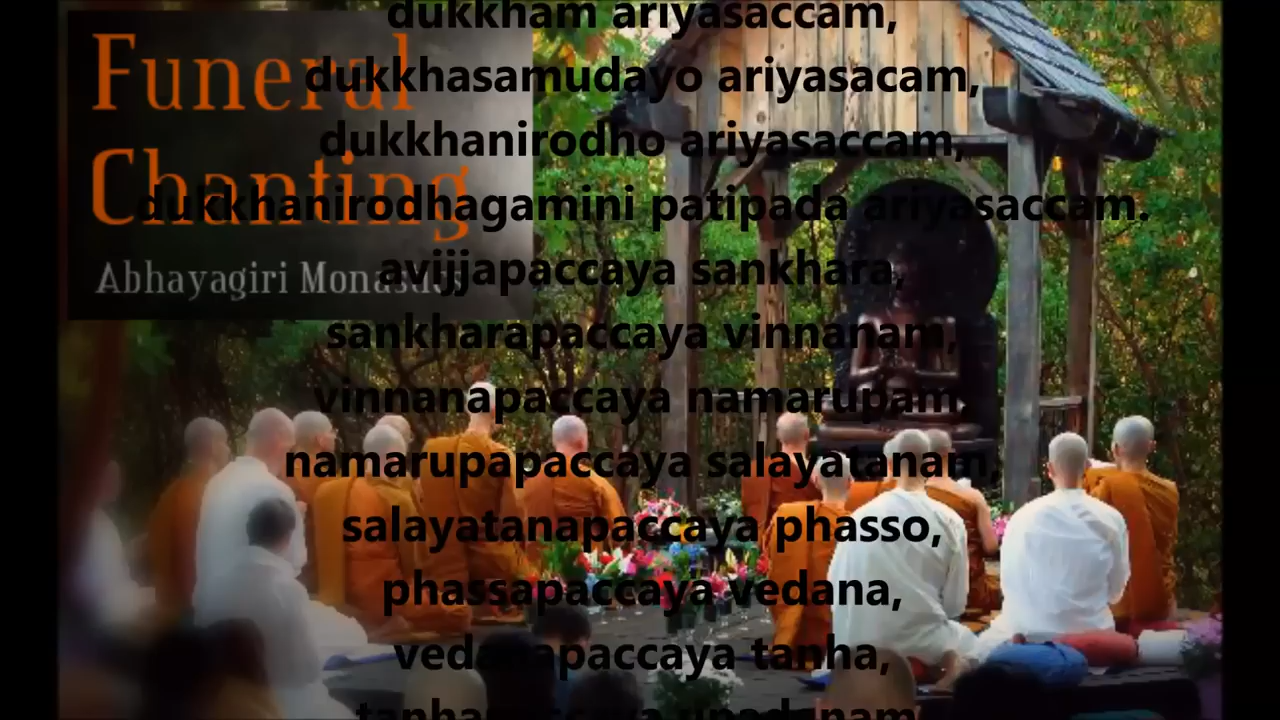 Funeral
Chanting
Abhayagiri
dukkham ariyasaccam,
dukkhasamudayo ariyasacam,
dukkhanirodho ariyasaccam,
dukkhanirodhagamini patipada ariyasaccam.
avijjapaccaya sankhara,
sankharapaccaya vinnanam,
vinnanapaccaya namarupam,
namarupapaccaya salayatanam,
salayatanapaccaya phasso,
phassapaccaya vedana,
vedanapaccaya tanha,